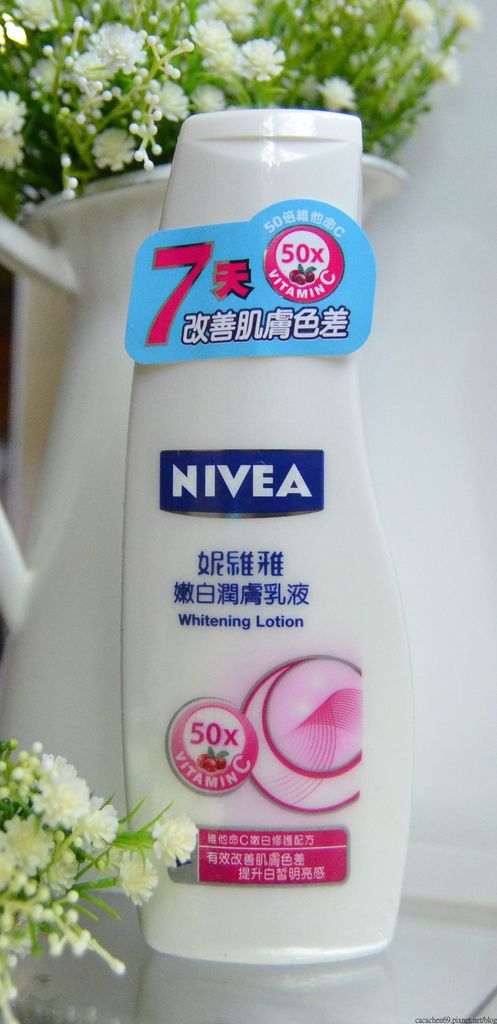 50倍維他命C
50x
VITAMIN C
7天
改善肌膚色差
NIVEA
妮維雅
嫩白潤膚乳液
Whitening Lotion
50x
VITAMIN C
維他命C嫩白修護配方
有效改善肌膚色差
提升白皙明亮感
cacachen69.pixnet.net/blog